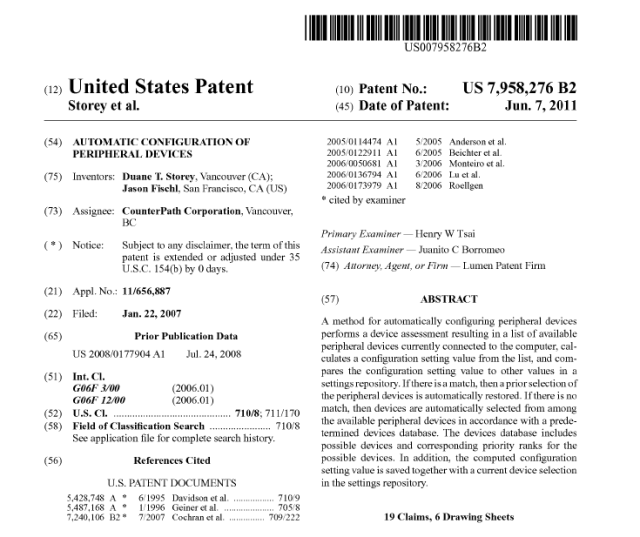 US007958276B2
(12) United States Patent
Storey et al.
(10) Patent No.: US 7,958,276 B2
(45) Date of Patent: Jun. 7, 2011
(54) AUTOMATIC CONFIGURATION OF
PERIPHERAL DEVICES
(75) Inventors: Duane T. Storey, Vancouver (CA);
Jason Fischl, San Francisco, CA (US)
(73) Assignee: CounterPath Corporation, Vancouver,
BC
( * ) Notice: Subject to any disclaimer, the term of this
patent is extended or adjusted under 35
U.S.C. 154(b) by 0 days.
(21) Appl. No.: 11/656,887
(22) Filed: Jan. 22, 2007
(65) Prior Publication Data
US 2008/0177904 A1 Jul. 24, 2008
(51) Int. Cl.
G06F 3/00 (2006.01)
G06F 12/00 (2006.01)
(52) U.S. Cl. ........................................ 710/8; 711/170
(58) Field of Classification Search ...................... 710/8
See application file for complete search history.
(56) References Cited
U.S. PATENT DOCUMENTS
5,428,748 A * 6/1995 Davidson et al. ................ 710/9
5,487,168 A * 1/1996 Geiner et al. .................... 705/8
7,240,106 B2 * 7/2007 Cochran et al. .............. 709/222
2005/0114474 A1 5/2005 Anderson et al.
2005/0122911 A1 6/2005 Beichter et al.
2006/0050681 A1 3/2006 Monteiro et al.
2006/0136794 A1 6/2006 Lu et al.
2006/0173979 A1 8/2006 Roellgen
* cited by examiner
Primary Examiner — Henry W Tsai
Assistant Examiner — Juanito C Borromeo
(74) Attorney, Agent, or Firm — Lumen Patent Firm
(57) ABSTRACT
A method for automatically configuring peripheral devices
performs a device assessment resulting in a list of available
peripheral devices currently connected to the computer, cal-
culates a configuration setting value from the list, and com-
pares the configuration setting value to other values in a
settings repository. If there is a match, then a prior selection of
the peripheral devices is automatically restored. If there is no
match, then devices are automatically selected from among
the available peripheral devices in accordance with a prede-
termined devices database. The devices database includes
possible devices and corresponding priority ranks for the
possible devices. In addition, the computed configuration
setting value is saved together with a current device selection
in the settings repository.
19 Claims, 6 Drawing Sheets